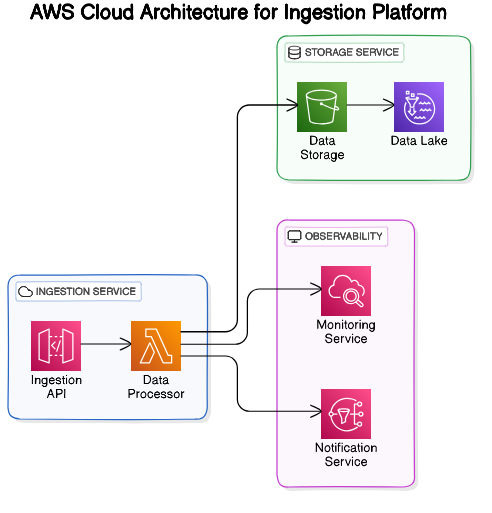 AWS Cloud Architecture for Ingestion Platform
STORAGE SERVICE
Data
Storage
Data Lake
OBSERVABILITY
Monitoring
Service
Notification
Service
INGESTION SERVICE
Ingestion
API
Data
Processor